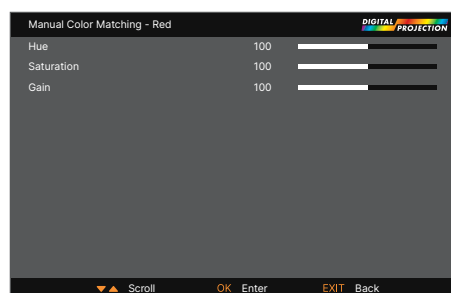 Manual Color Matching - Red
DIGITAL
PROJECTION
Hue 100
Saturation 100
Gain 100
Scroll OK Enter EXIT Back